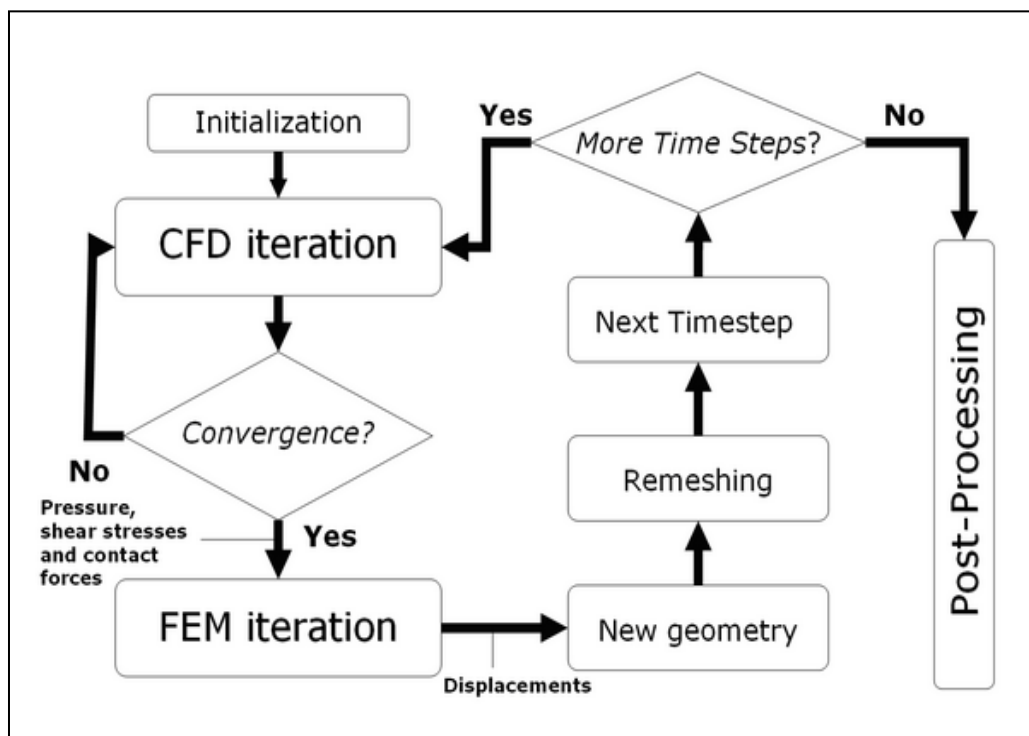 Initialization
CFD iteration
Convergence?
No
Pressure,
shear stresses
and contact
forces
Yes
FEM iteration
Displacements
New geometry
Remeshing
Next Timestep
More Time Steps?
Yes
No
Post-Processing